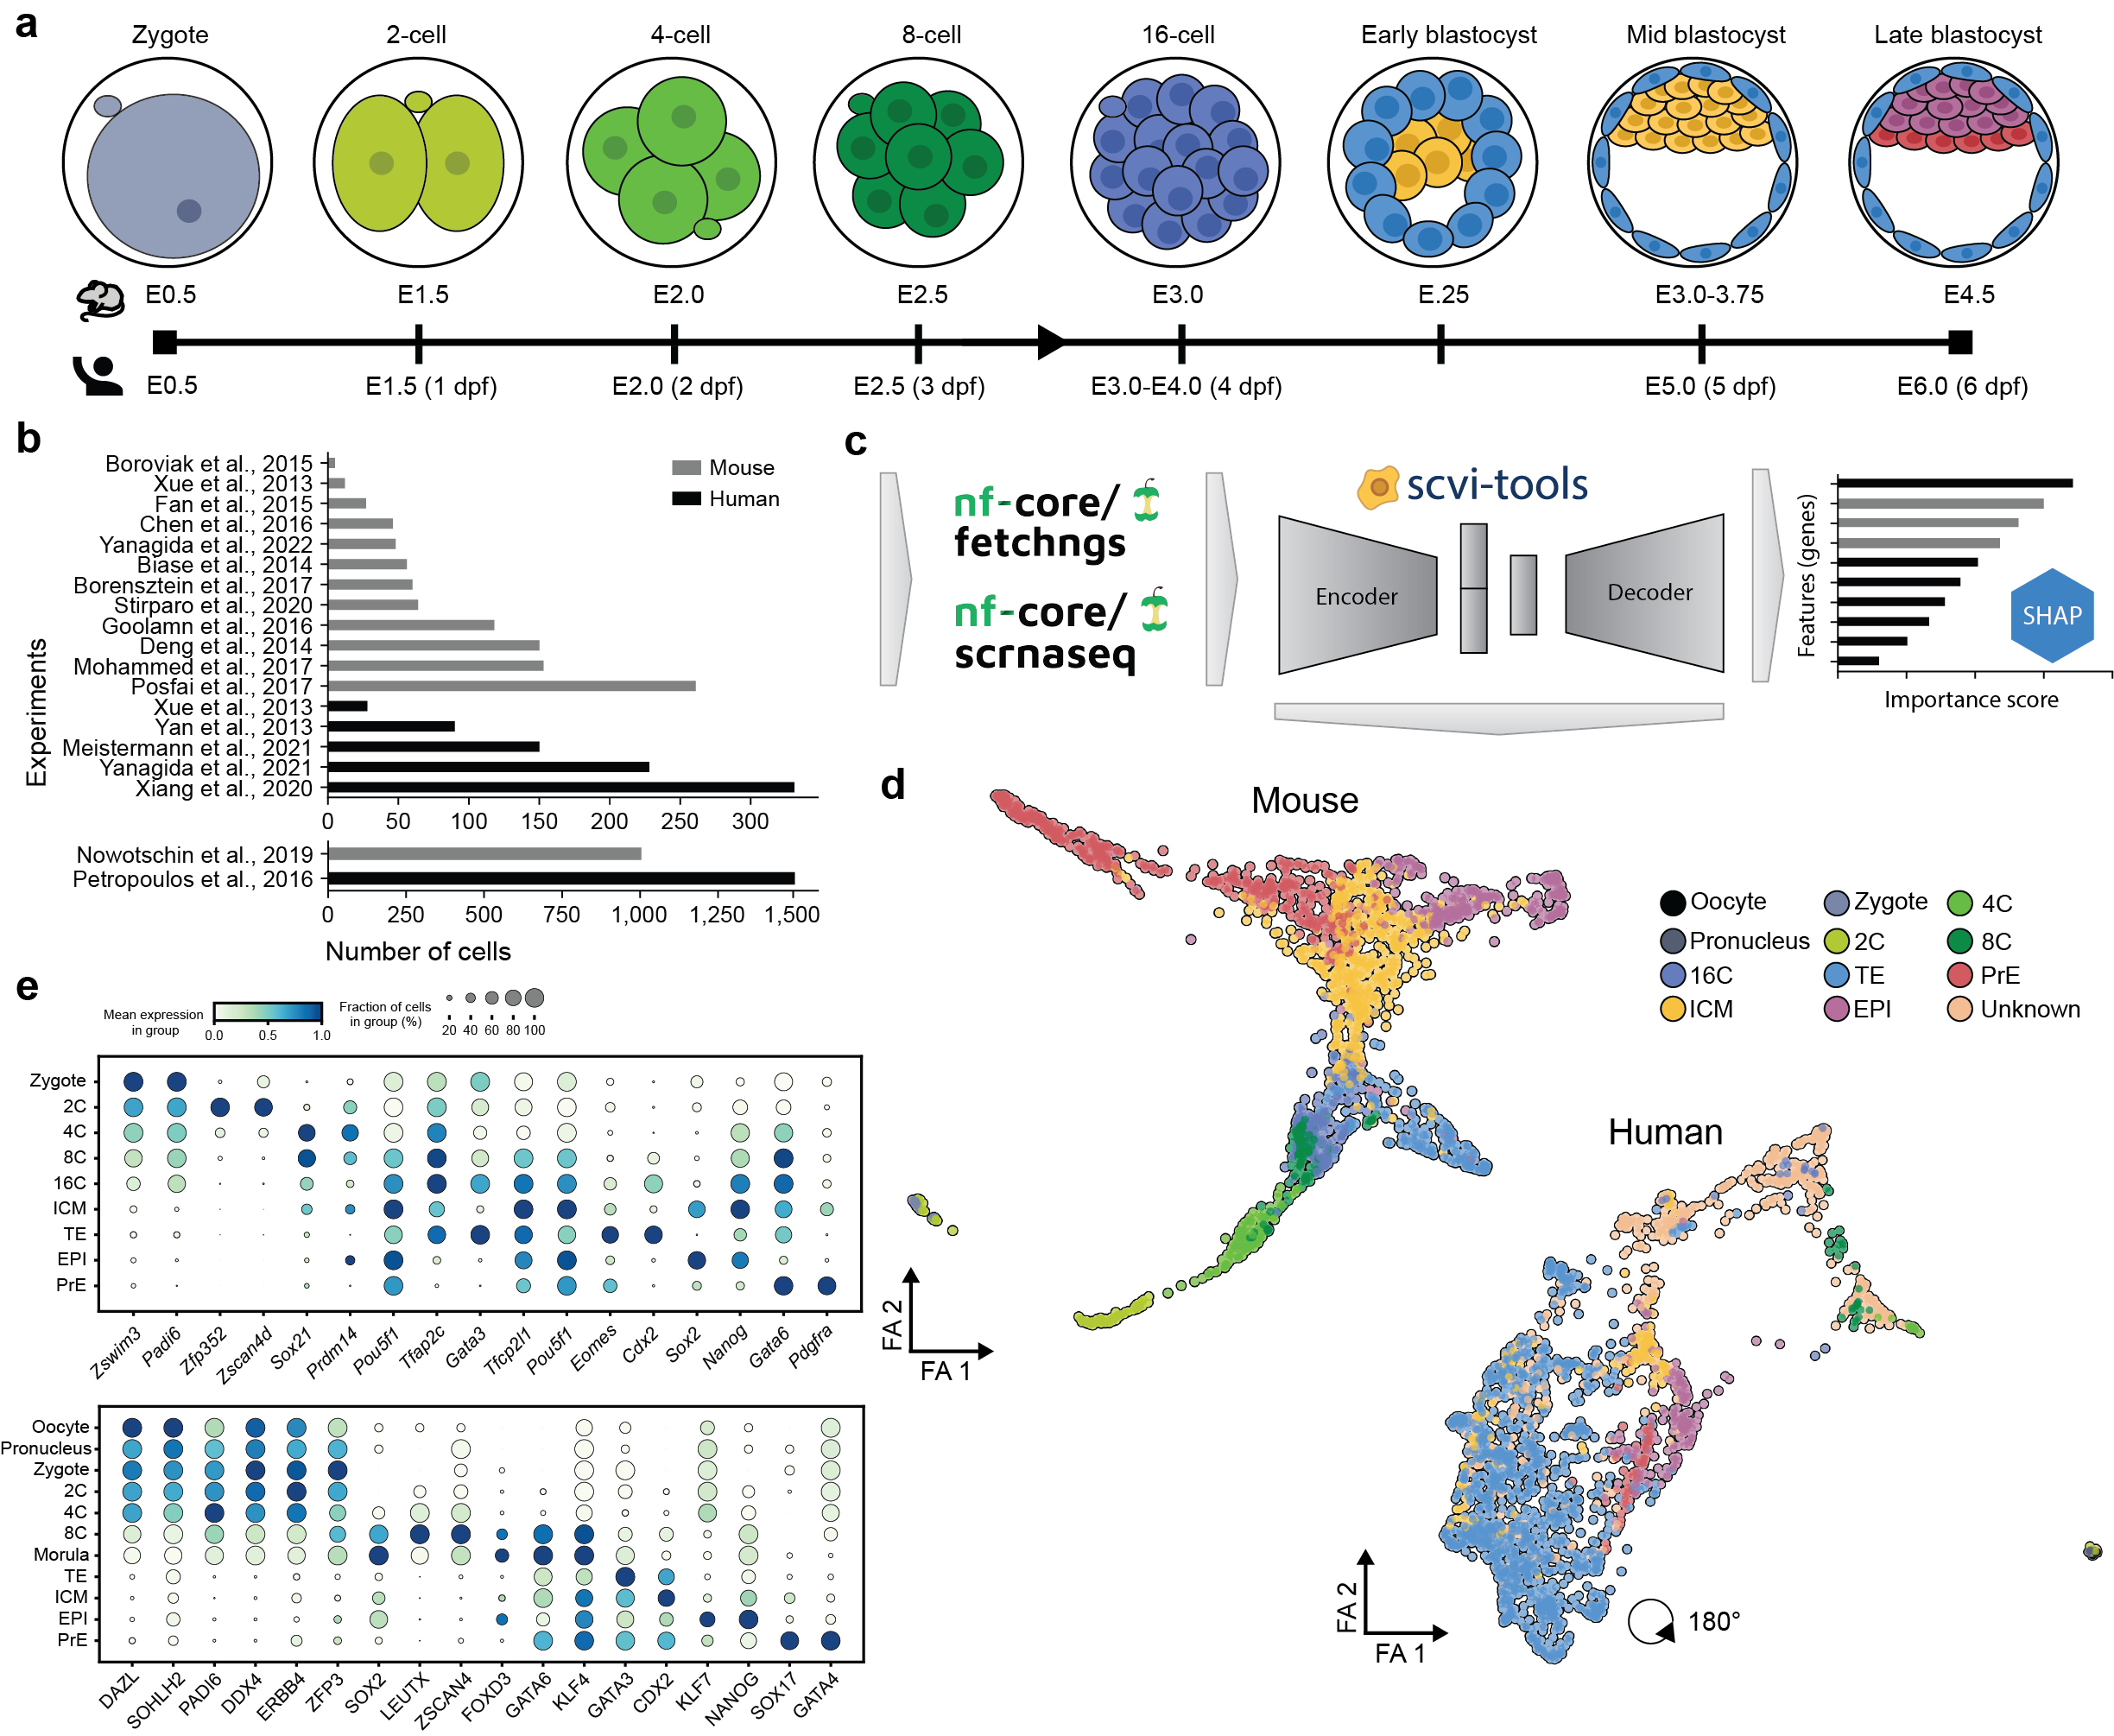 a
Zygote 2-cell 4-cell 8-cell 16-cell Early blastocyst Mid blastocyst Late blastocyst
E0.5 E1.5 E2.0 E2.5 E3.0 E.25 E3.0-3.75 E4.5
E0.5 E1.5 (1 dpf) E2.0 (2 dpf) E2.5 (3 dpf) E3.0-E4.0 (4 dpf) E5.0 (5 dpf) E6.0 (6 dpf)
b
Experiments
Boroviak et al., 2015
Xue et al., 2013
Fan et al., 2015
Chen et al., 2016
Yanagida et al., 2022
Biase et al., 2014
Borensztein et al., 2017
Stirparo et al., 2020
Goolamn et al., 2016
Deng et al., 2014
Mohammed et al., 2017
Posfai et al., 2017
Xue et al., 2013
Yan et al., 2013
Meistermann et al., 2021
Yanagida et al., 2021
Xiang et al., 2020
Mouse
Human
0 50 100 150 200 250 300
Nowotschin et al., 2019
Petropoulos et al., 2016
0 250 500 750 1,000 1,250 1,500
Number of cells
c
nf-core/
fetchngs
nf-core/
scrnaseq
scvi-tools
Encoder
Decoder
Features (genes)
SHAP
Importance score
d
Mouse
Oocyte Zygote 4C
Pronucleus 2C 8C
16C TE PrE
ICM EPI Unknown
Human
FA 2
FA 1
FA 2
FA 1
180°
e
Mean expression
in group
0.0 0.5 1.0
Fraction of cells
in group (%)
20 40 60 80 100
Zygote
2C
4C
8C
16C
ICM
TE
EPI
PrE
Zswim3 Padi6 Zfp352 Zscan4d Sox21 Prdm14 Pou5f1 Tfap2c Gata3 Tfcp2l1 Pou5f1 Eomes Cdx2 Sox2 Nanog Gata6 Pdgfra
Oocyte
Pronucleus
Zygote
2C
4C
8C
Morula
TE
ICM
EPI
PrE
DAZL SOHLH2 PADI6 DDX4 ERBB4 ZFP3 SOX2 LEUTX ZSCAN4 FOXD3 GATA6 KLF4 GATA3 CDX2 KLF7 NANOG SOX17 GATA4